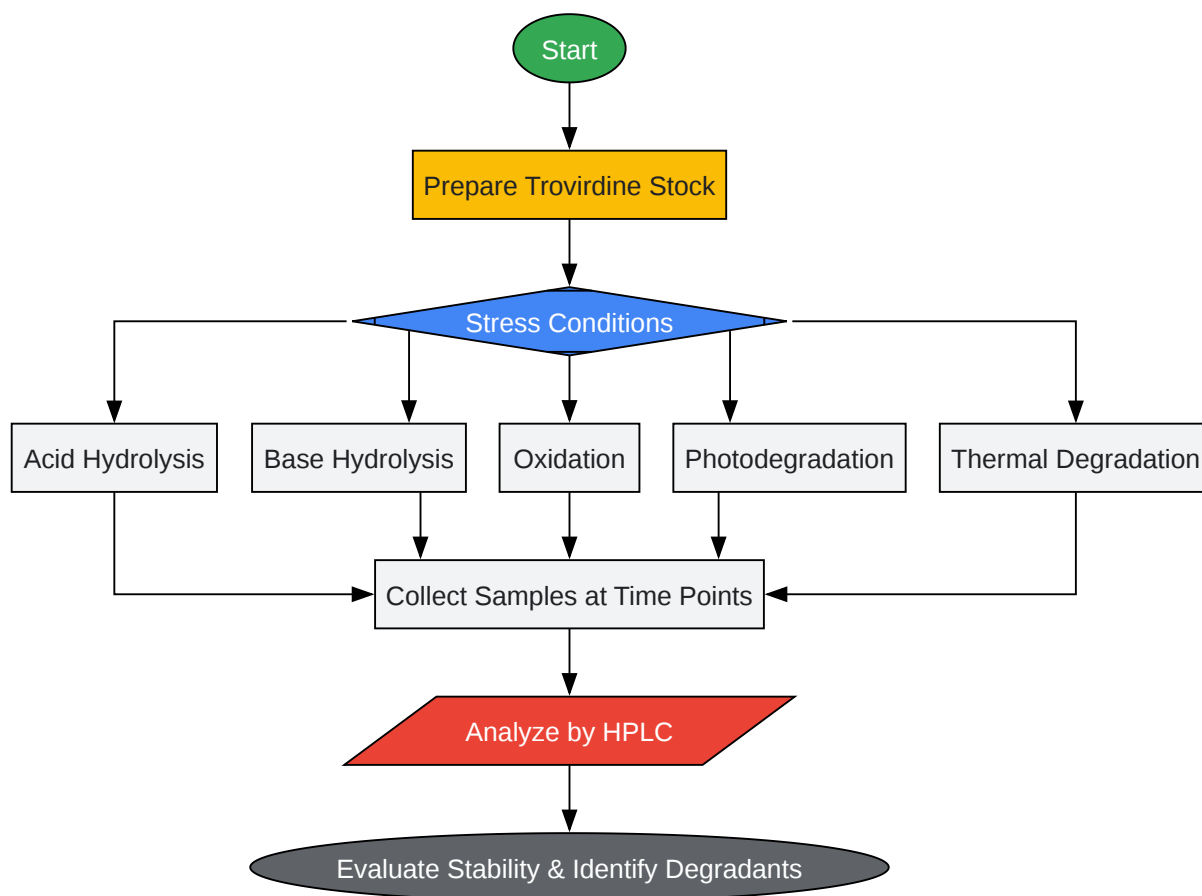 Start
Prepare Trovirdine Stock
Stress Conditions
Acid Hydrolysis
Base Hydrolysis
Oxidation
Photodegradation
Thermal Degradation
Collect Samples at Time Points
Analyze by HPLC
Evaluate Stability & Identify Degradants